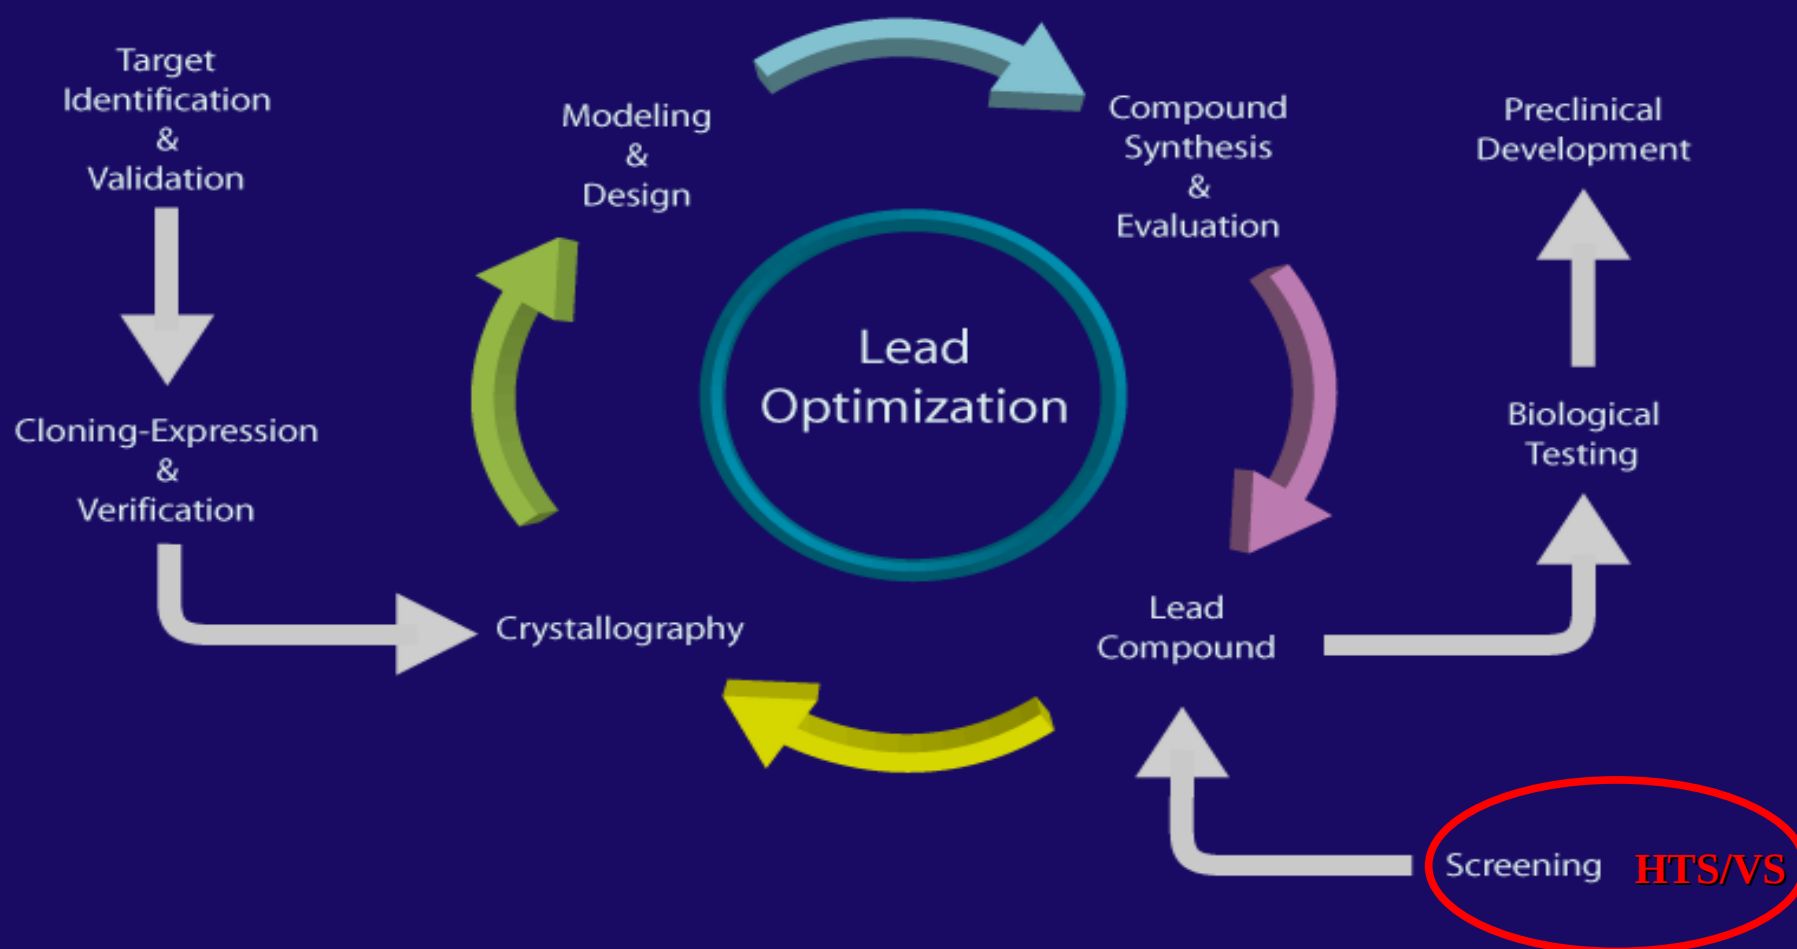 Target
Identification
&
Validation
Cloning-Expression
&
Verification
Crystallography
Modeling
&
Design
Lead
Optimization
Compound
Synthesis
&
Evaluation
Lead
Compound
Preclinical
Development
Biological
Testing
Screening HTS/VS